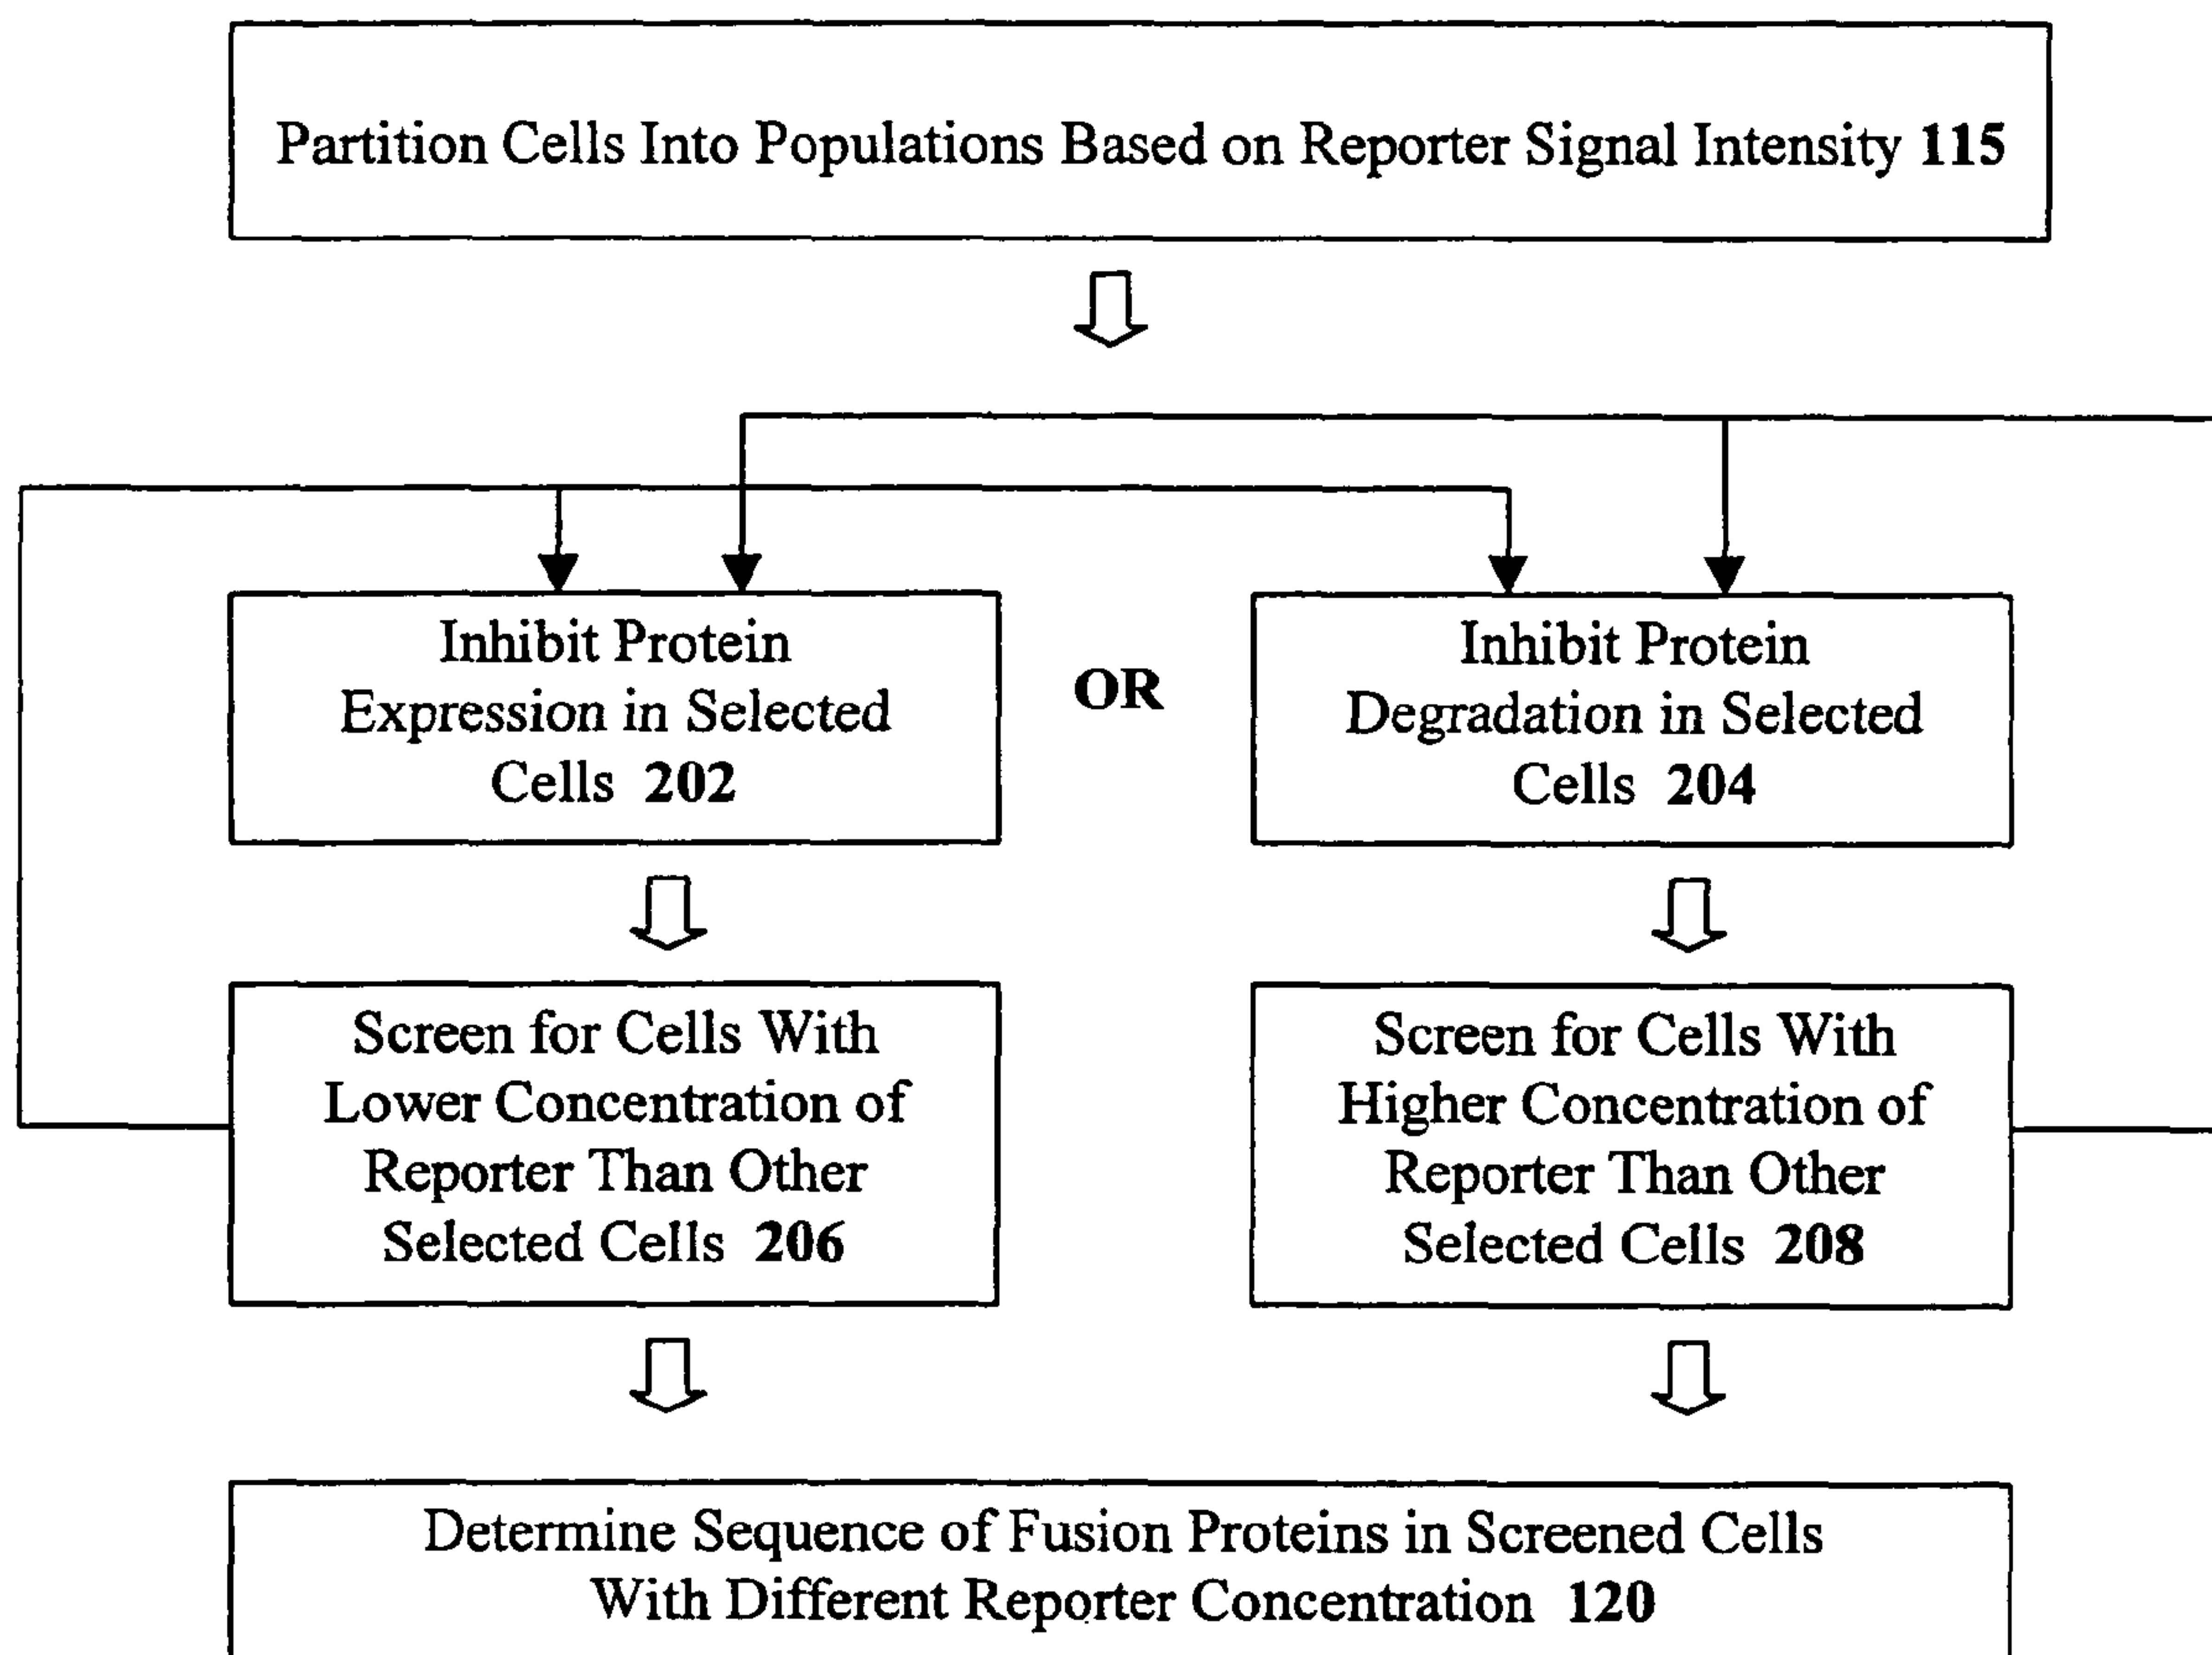 Partition Cells Into Populations Based on Reporter Signal Intensity 115
Inhibit Protein
Expression in Selected
Cells 202
OR
Inhibit Protein
Degradation in Selected
Cells 204
Screen for Cells With
Lower Concentration of
Reporter Than Other
Selected Cells 206
Screen for Cells With
Higher Concentration of
Reporter Than Other
Selected Cells 208
Determine Sequence of Fusion Proteins in Screened Cells
With Different Reporter Concentration 120